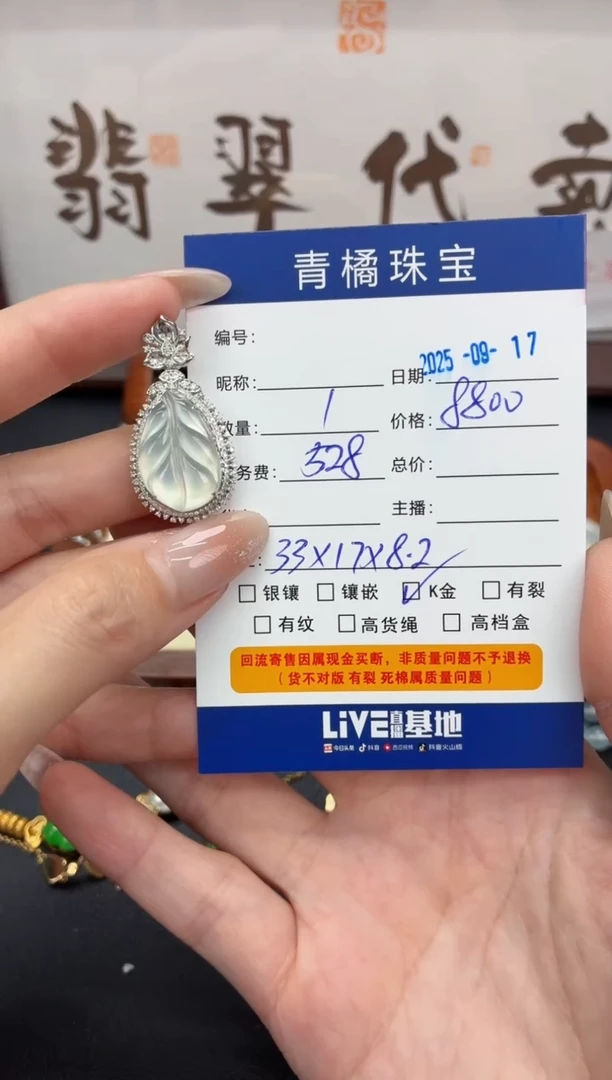 翡翠代
青橘珠宝
编号：
昵称： 日期：2025-09-17
数量：1 价格：8800
务费：528 总价：
主播：
：33×17×8.2
银镶 镶嵌 K金 有裂
有纹 高货绳 高档盒
回流寄售因属现金买断，非质量问题不予退换
（货不对版 有裂 死棉属质量问题）
LiVE直播基地
今日头条 抖音 西瓜视频 抖音火山版